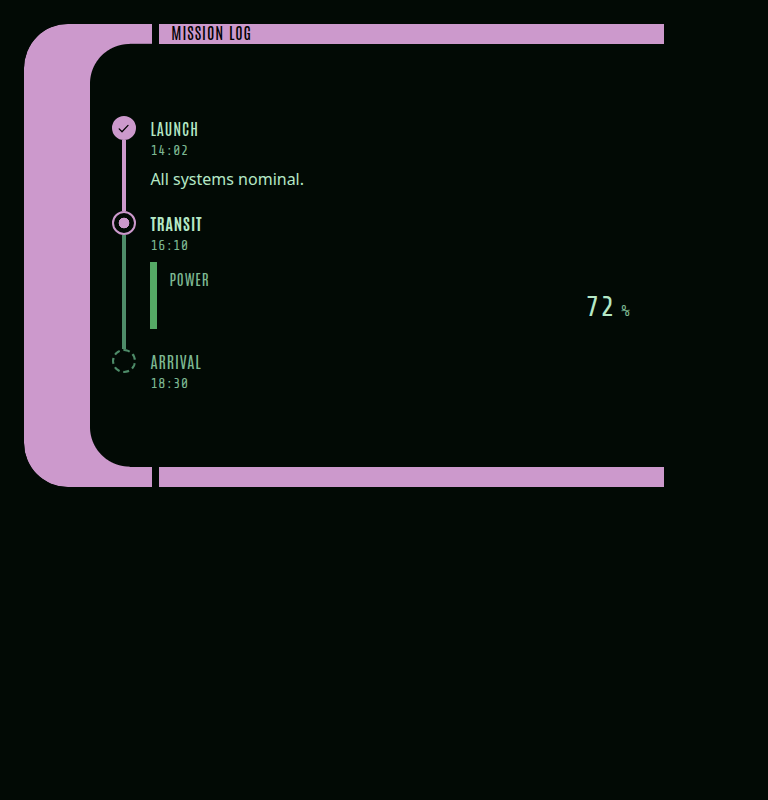 MISSION LOG
LAUNCH
14:02
All systems nominal.
TRANSIT
16:10
POWER
72 %
ARRIVAL
18:30